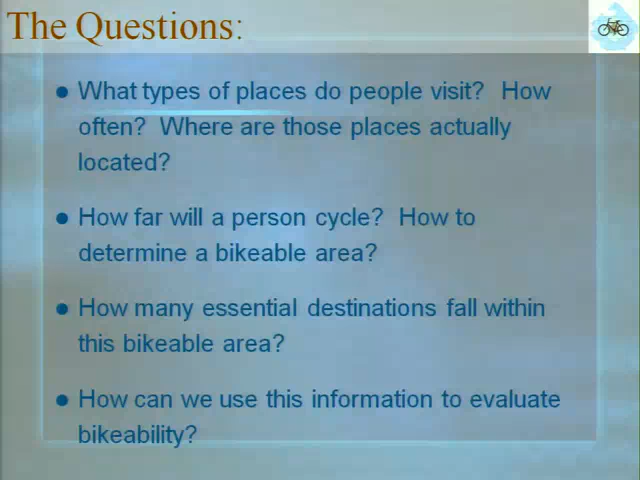 The Questions:
● What types of places do people visit? How
often? Where are those places actually
located?
● How far will a person cycle? How to
determine a bikeable area?
● How many essential destinations fall within
this bikeable area?
● How can we use this information to evaluate
bikeability?